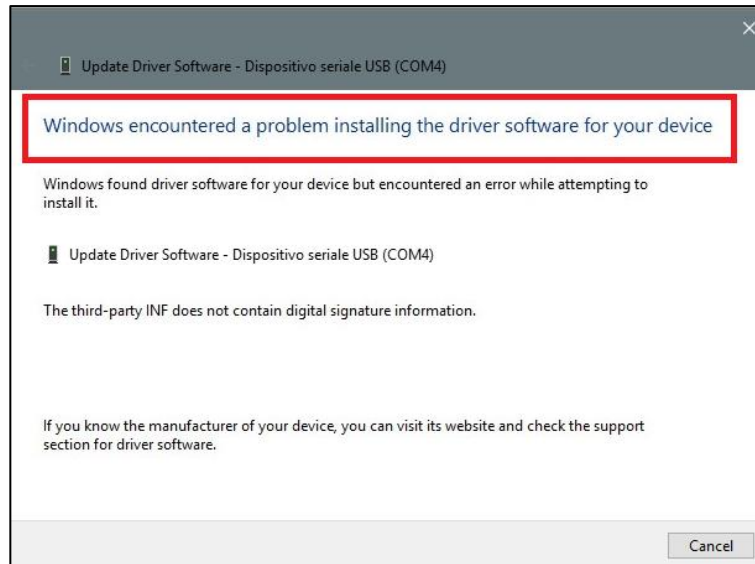 Update Driver Software - Dispositivo seriale USB (COM4)
Windows encountered a problem installing the driver software for your device
Windows found driver software for your device but encountered an error while attempting to
install it.
Update Driver Software - Dispositivo seriale USB (COM4)
The third-party INF does not contain digital signature information.
If you know the manufacturer of your device, you can visit its website and check the support
section for driver software.
Cancel